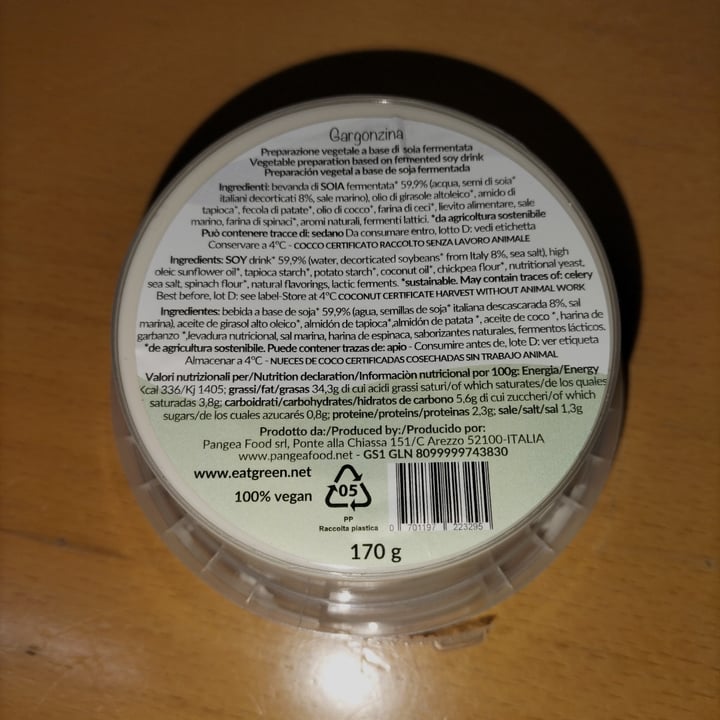 Gargonzina
Preparazione vegetale a base di soia fermentata
Vegetable preparation based on fermented soy drink
Preparación vegetal a base de soja fermentada
Ingredienti: bevanda di SOIA fermentata* 59,9% (acqua, semi di soia*
italiani decorticati 8%, sale marino), olio di girasole altoleico*, amido di
tapioca*, fecola di patate*, olio di cocco*, farina di ceci*, lievito alimentare, sale
marino, farina di spinaci*, aromi naturali, fermenti lattici. *da agricoltura sostenibile
Può contenere tracce di: sedano Da consumare entro, lotto D: vedi etichetta
Conservare a 4°C - COCCO CERTIFICATO RACCOLTO SENZA LAVORO ANIMALE
Ingredients: SOY drink* 59,9% (water, decorticated soybeans* from Italy 8%, sea salt), high
oleic sunflower oil*, tapioca starch*, potato starch*, coconut oil*, chickpea flour*, nutritional yeast,
sea salt, spinach flour*, natural flavorings, lactic ferments. *sustainable. May contain traces of: celery
Best before, lot D: see label-Store at 4°C COCONUT CERTIFICATE HARVEST WITHOUT ANIMAL WORK
Ingredientes: bebida a base de soja* 59.9% (agua, semillas de soja* italiana descascarada 8%, sal
marina), aceite de girasol alto oleico*, almidón de tapioca*,almidón de patata *, aceite de coco *, harina de
garbanzo *,levadura nutricional, sal marina, harina de espinaca, saborizantes naturales, fermentos lácticos.
*de agricultura sostenible. Puede contener trazas de: apio - Consumire antes de, lote D: ver etiqueta
Almacenar a 4°C - NUECES DE COCO CERTIFICADAS COSECHADAS SIN TRABAJO ANIMAL
Valori nutrizionali per/Nutrition declaration/Informaciòn nutricional por 100g: Energia/Energy
Kcal 336/Kj 1405; grassi/fat/grasas 34,3g di cui acidi grassi saturi/of which saturates/de los quales
saturadas 3,8g; carboidrati/carbohydrates/hidratos de carbono 5.6g di cui zuccheri/of which
sugars/de los cuales azucarés 0,8g; proteine/proteins/proteinas 2,3g; sale/salt/sal 1,3g
Prodotto da:/Produced by:/Producido por:
Pangea Food srl, Ponte alla Chiassa 151/C Arezzo 52100-ITALIA
www.pangeafood.net - GS1 GLN 8099999743830
www.eatgreen.net
100% vegan
05
PP
Raccolta plastica
0 701197 223295
170 g